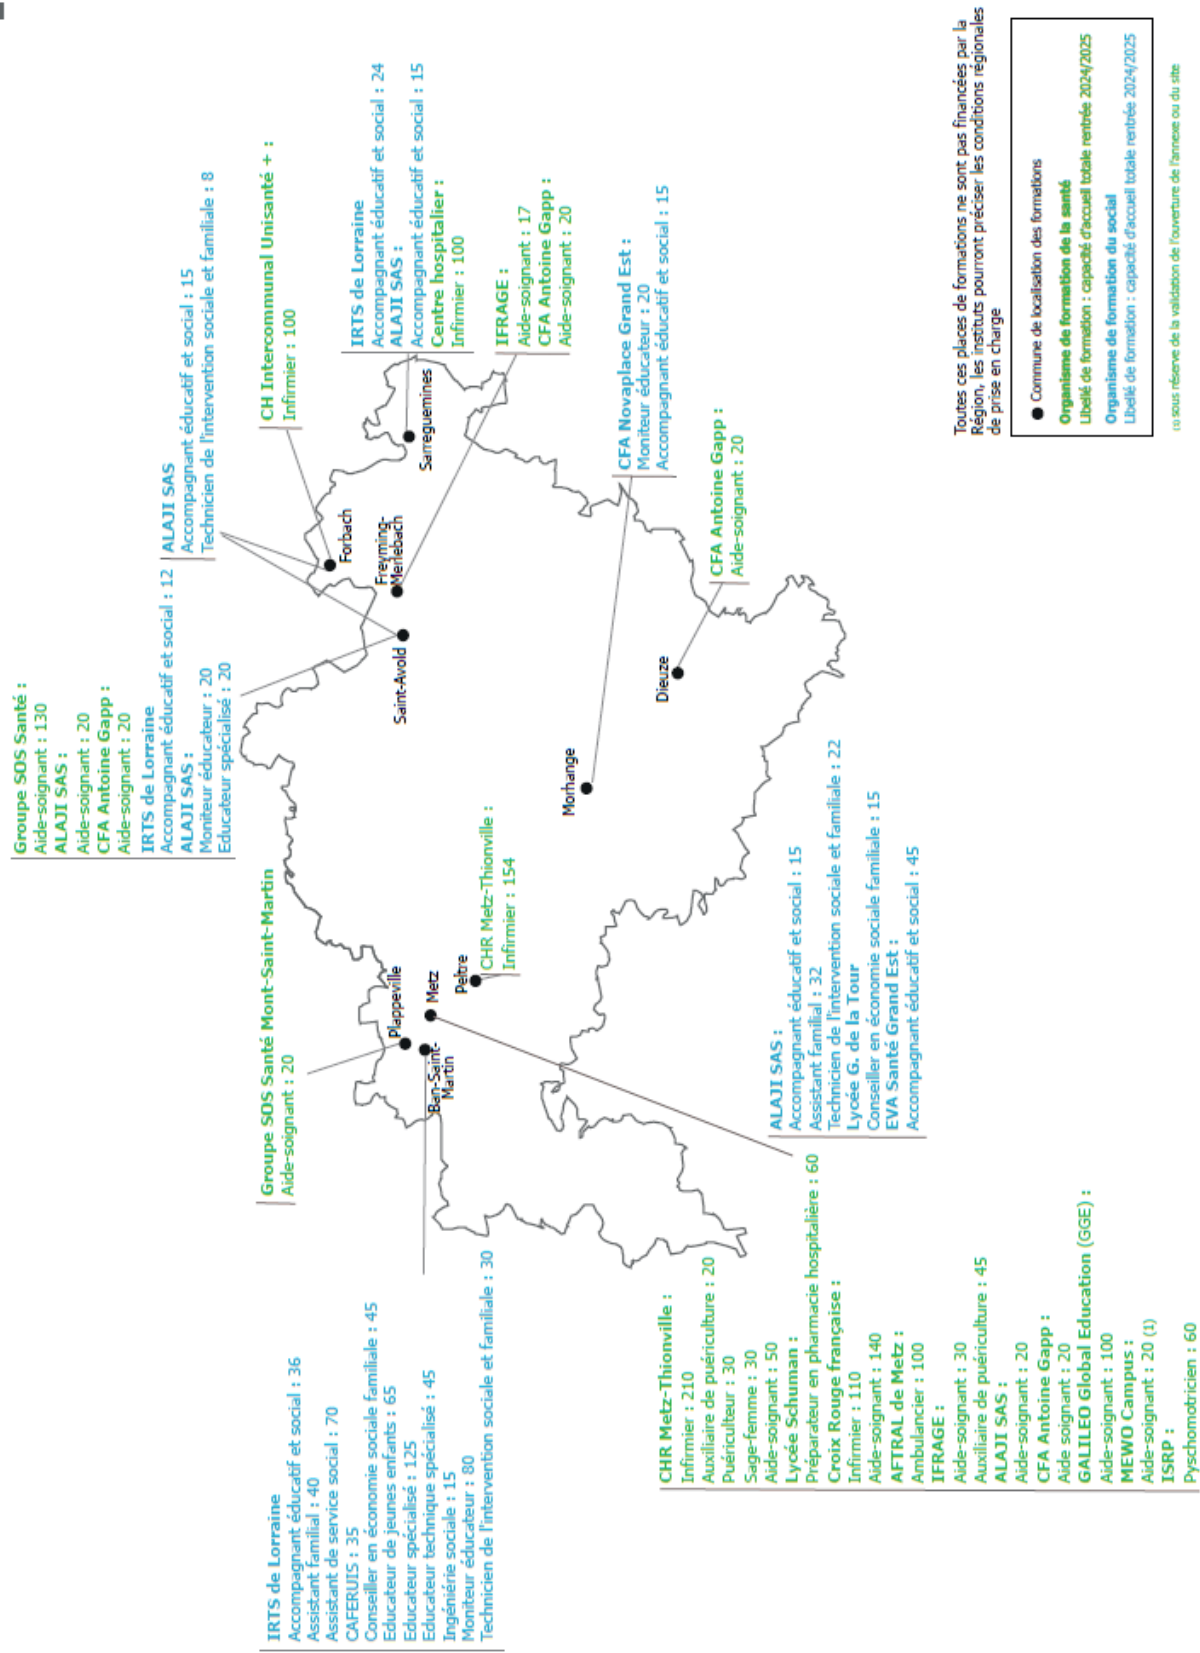 Groupe SOS Santé :
Aide-soignant : 130
ALAJI SAS :
Aide-soignant : 20
CFA Antoine Gapp :
Aide-soignant : 20
IRTS de Lorraine
Accompagnant éducatif et social : 12
ALAJI SAS :
Moniteur éducateur : 20
Educateur spécialisé : 20
ALAJI SAS
Accompagnant éducatif et social : 15
Technicien de l'intervention sociale et familiale : 8
CH Intercommunal Unisanté + :
Infirmier : 100
IRTS de Lorraine
Accompagnant éducatif et social : 24
ALAJI SAS :
Accompagnant éducatif et social : 15
Centre hospitalier :
Infirmier : 100
IFRAGE :
Aide-soignant : 17
CFA Antoine Gapp :
Aide-soignant : 20
CFA Novaplace Grand Est :
Moniteur éducateur : 20
Accompagnant éducatif et social : 15
CFA Antoine Gapp :
Aide-soignant : 20
Groupe SOS Santé Mont-Saint-Martin
Aide-soignant : 20
CHR Metz-Thionville :
Infirmier : 154
Forbach
Freyming-
Merlebach
Sarreguemines
Saint-Avold
Morhange
Dieuze
Plappeville
Metz
Peltre
Ban-Saint-
Martin
IRTS de Lorraine
Accompagnant éducatif et social : 36
Assistant familial : 40
Assistant de service social : 70
CAFERUIS : 35
Conseiller en économie sociale familiale : 45
Educateur de jeunes enfants : 65
Educateur spécialisé : 125
Educateur technique spécialisé : 45
Ingéniérie sociale : 15
Moniteur éducateur : 80
Technicien de l'intervention sociale et familiale : 30
CHR Metz-Thionville :
Infirmier : 210
Auxiliaire de puériculture : 20
Puériculteur : 30
Sage-femme : 30
Aide-soignant : 50
Lycée Schuman :
Préparateur en pharmacie hospitalière : 60
Croix Rouge française :
Infirmier : 110
Aide-soignant : 140
AFTRAL de Metz :
Ambulancier : 100
IFRAGE :
Aide-soignant : 30
Auxiliaire de puériculture : 45
ALAJI SAS :
Aide-soignant : 20
CFA Antoine Gapp :
Aide soignant : 20
GALILEO Global Education (GGE) :
Aide-soignant : 100
MEWO Campus :
Aide-soignant : 20 (1)
ISRP :
Pyschomotricien : 60
ALAJI SAS :
Accompagnant éducatif et social : 15
Assistant familial : 32
Technicien de l'intervention sociale et familiale : 22
Lycée G. de la Tour
Conseiller en économie sociale familiale : 15
EVA Santé Grand Est :
Accompagnant éducatif et social : 45
Toutes ces places de formations ne sont pas financées par la
Région, les instituts pourront préciser les conditions régionales
de prise en charge
Commune de localisation des formations
Organisme de formation de la santé
Libellé de formation : capacité d'accueil totale rentrée 2024/2025
Organisme de formation du social
Libellé de formation : capacité d'accueil totale rentrée 2024/2025
(1) sous réserve de la validation de l'ouverture de l'annexe ou du site